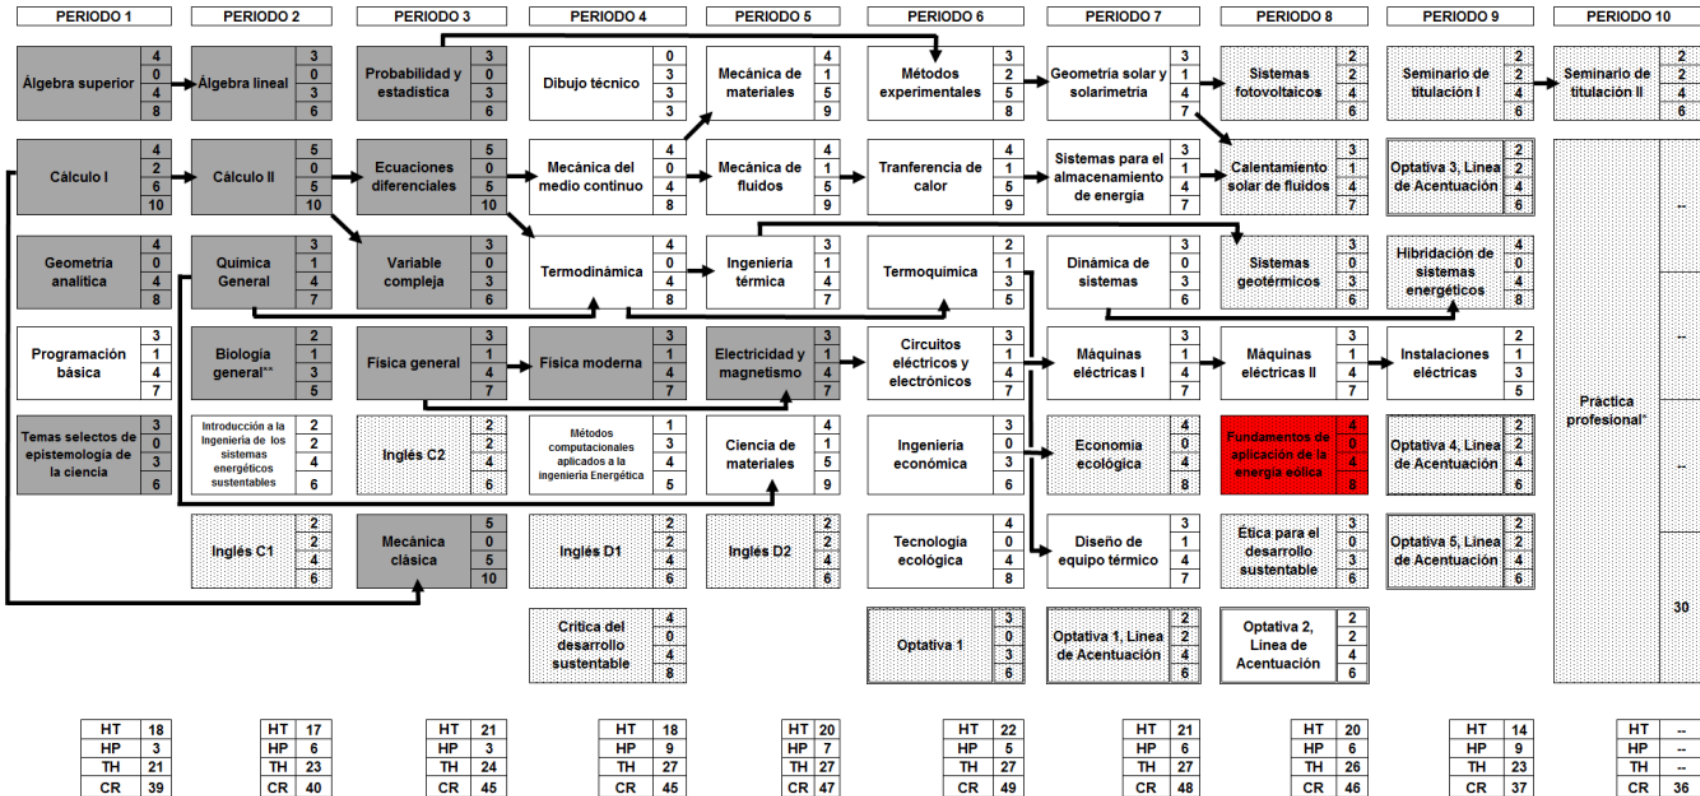 PERIODO 1
PERIODO 2
PERIODO 3
PERIODO 4
PERIODO 5
PERIODO 6
PERIODO 7
PERIODO 8
PERIODO 9
PERIODO 10
Álgebra superior
4
0
4
8
Álgebra lineal
3
0
3
6
Probabilidad y
estadística
3
0
3
6
Dibujo técnico
0
3
3
3
Mecánica de
materiales
4
1
5
9
Métodos
experimentales
3
2
5
8
Geometría solar y
solarimetría
3
1
4
7
Sistemas
fotovoltaicos
2
2
4
6
Seminario de
titulación I
2
2
4
6
Seminario de
titulación II
2
2
4
6
Cálculo I
4
2
6
10
Cálculo II
5
0
5
10
Ecuaciones
diferenciales
5
0
5
10
Mecánica del
medio continuo
4
0
4
8
Mecánica de
fluidos
4
1
5
9
Tranferencia de
calor
4
1
5
9
Sistemas para el
almacenamiento
de energía
3
1
4
7
Calentamiento
solar de fluidos
3
1
4
7
Optativa 3, Linea
de Acentuación
2
2
4
6
Práctica
profesional*
--
--
--
30
Geometría
analítica
4
0
4
8
Química
General
3
1
4
7
Variable
compleja
3
0
3
6
Termodinámica
4
0
4
8
Ingeniería
térmica
3
1
4
7
Termoquímica
2
1
3
5
Dinámica de
sistemas
3
0
3
6
Sistemas
geotérmicos
3
0
3
6
Hibridación de
sistemas
energéticos
4
0
4
8
Programación
básica
3
1
4
7
Biología
general**
2
1
3
5
Física general
3
1
4
7
Física moderna
3
1
4
7
Electricidad y
magnetismo
3
1
4
7
Circuitos
eléctricos y
electrónicos
3
1
4
7
Máquinas
eléctricas I
3
1
4
7
Máquinas
eléctricas II
3
1
4
7
Instalaciones
eléctricas
2
1
3
5
Temas selectos de
epistemología de
la ciencia
3
0
3
6
Introducción a la
Ingeniería de los
sistemas
energéticos
sustentables
2
2
4
6
Inglés C2
2
2
4
6
Métodos
computacionales
aplicados a la
ingeniería Energética
1
3
4
5
Ciencia de
materiales
4
1
5
9
Ingeniería
económica
3
0
3
6
Economía
ecológica
4
0
4
8
Fundamentos de
aplicación de la
energía eólica
4
0
4
8
Optativa 4, Linea
de Acentuación
2
2
4
6
Inglés C1
2
2
4
6
Mecánica
clásica
5
0
5
10
Inglés D1
2
2
4
6
Inglés D2
2
2
4
6
Tecnología
ecológica
4
0
4
8
Diseño de
equipo térmico
3
1
4
7
Ética para el
desarrollo
sustentable
3
0
3
6
Optativa 5, Linea
de Acentuación
2
2
4
6
Crítica del
desarrollo
sustentable
4
0
4
8
Optativa 1
3
0
3
6
Optativa 1, Linea
de Acentuación
2
2
4
6
Optativa 2,
Linea de
Acentuación
2
2
4
6
HT 18
HP 3
TH 21
CR 39
HT 17
HP 6
TH 23
CR 40
HT 21
HP 3
TH 24
CR 45
HT 18
HP 9
TH 27
CR 45
HT 20
HP 7
TH 27
CR 47
HT 22
HP 5
TH 27
CR 49
HT 21
HP 6
TH 27
CR 48
HT 20
HP 6
TH 26
CR 46
HT 14
HP 9
TH 23
CR 37
HT --
HP --
TH --
CR 36